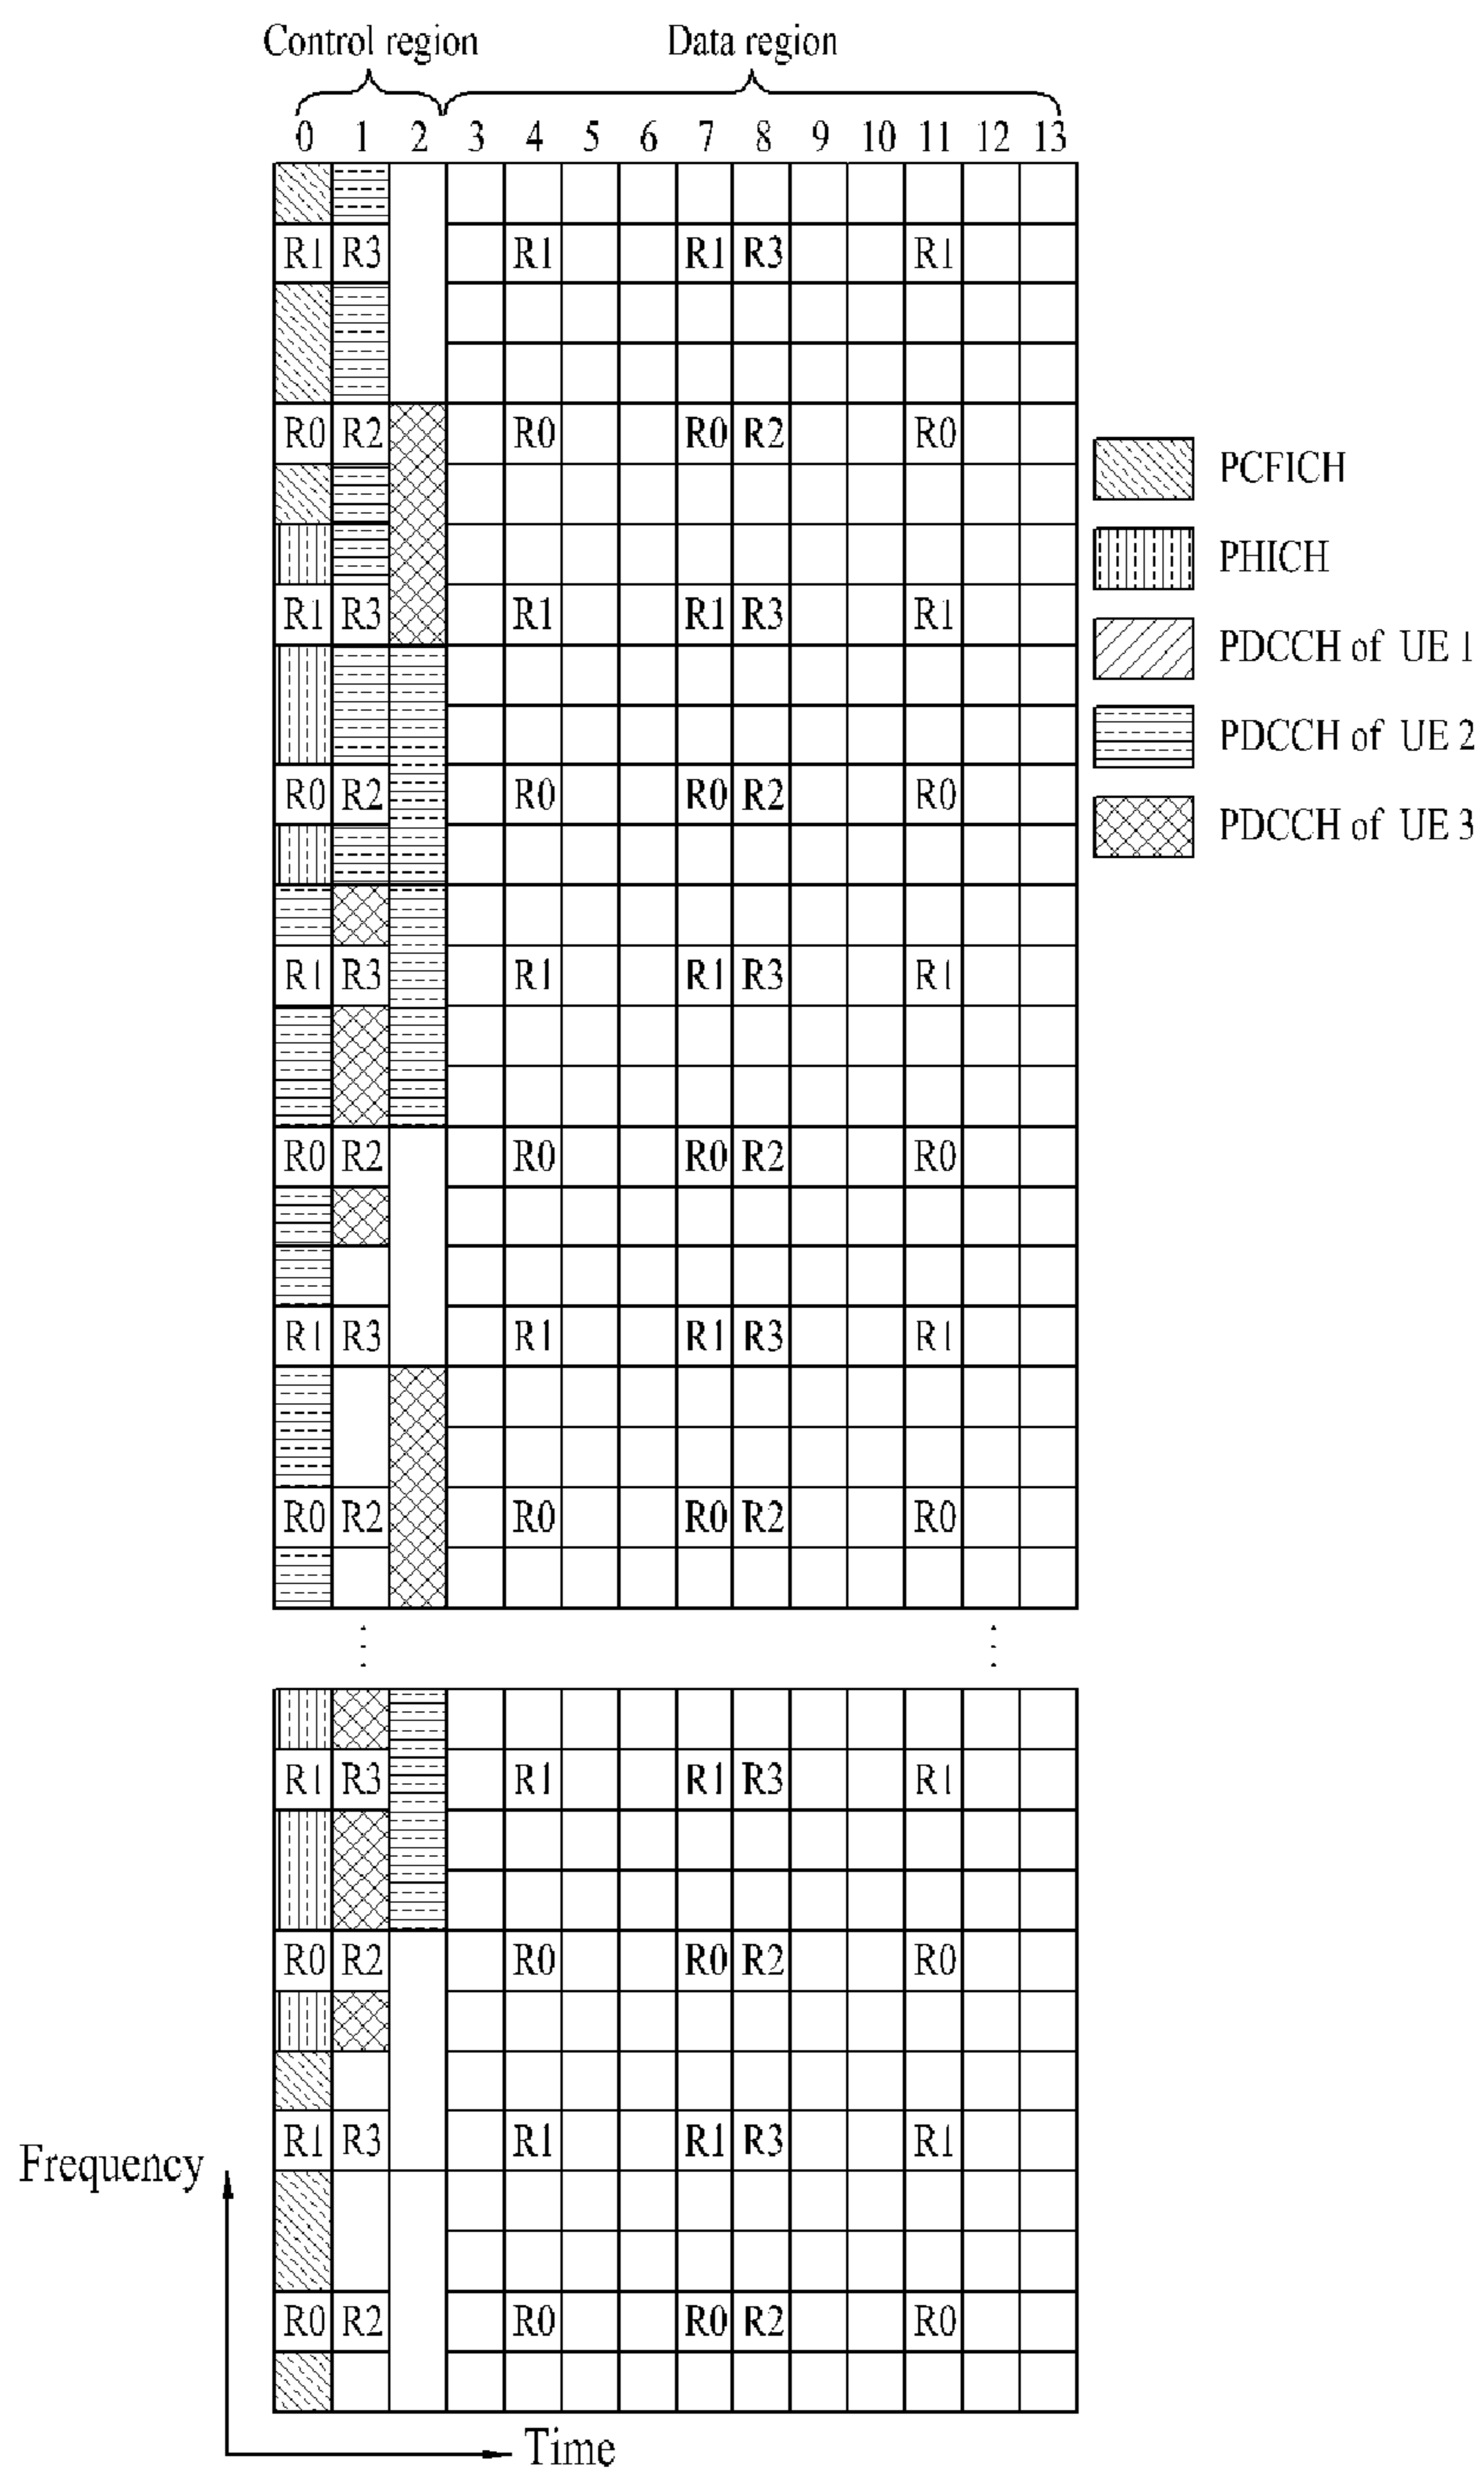 Control region Data region
0 1 2 3 4 5 6 7 8 9 10 11 12 13
R1 R3 R1 R1 R3 R1
R0 R2 R0 R0 R2 R0
PCFICH
PHICH
R1 R3 R1 R1 R3 R1
PDCCH of UE 1
PDCCH of UE 2
R0 R2 R0 R0 R2 R0
PDCCH of UE 3
R1 R3 R1 R1 R3 R1
R0 R2 R0 R0 R2 R0
R1 R3 R1 R1 R3 R1
R0 R2 R0 R0 R2 R0
R1 R3 R1 R1 R3 R1
R0 R2 R0 R0 R2 R0
R1 R3 R1 R1 R3 R1
Frequency
R0 R2 R0 R0 R2 R0
Time